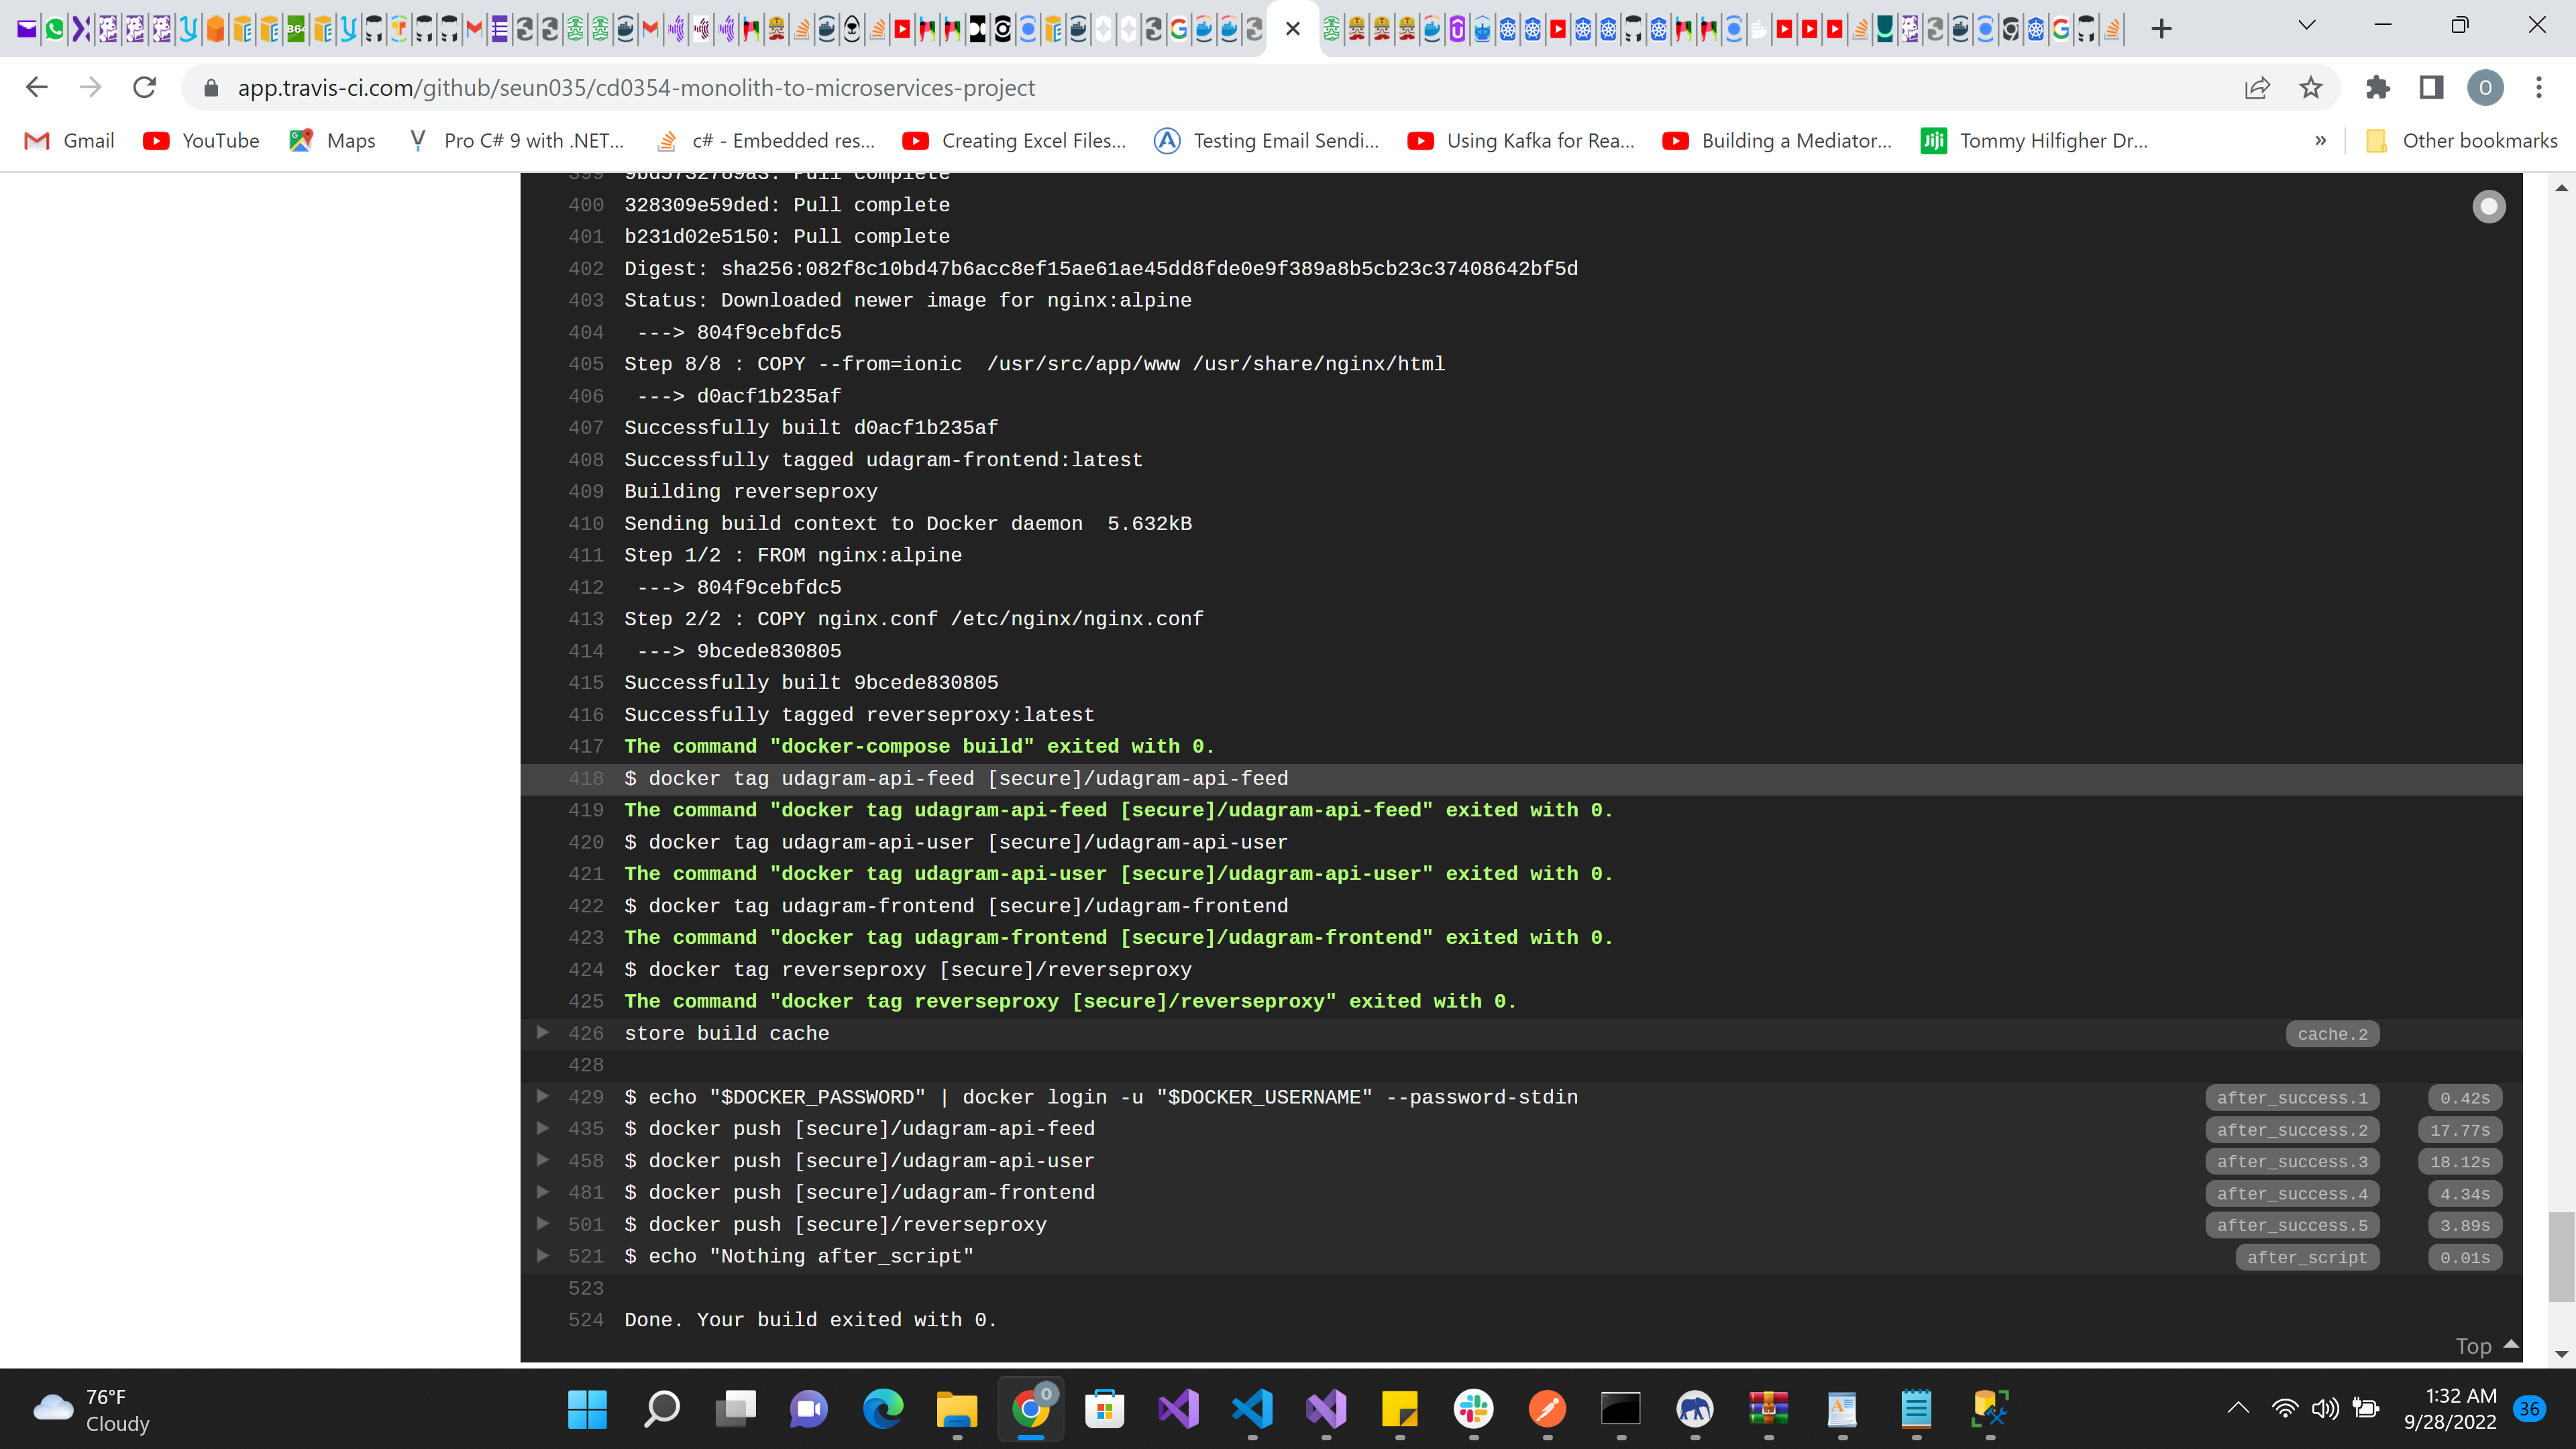 app.travis-ci.com/github/seun035/cd0354-monolith-to-microservices-project
O
Gmail
YouTube
Maps
Pro C# 9 with .NET...
c# - Embedded res...
Creating Excel Files...
Testing Email Sendi...
Using Kafka for Rea...
Building a Mediator...
Jiji
Tommy Hilfigher Dr...
»
Other bookmarks
399 9bd5732789a3: Pull complete
400 328309e59ded: Pull complete
401 b231d02e5150: Pull complete
402 Digest: sha256:082f8c10bd47b6acc8ef15ae61ae45dd8fde0e9f389a8b5cb23c37408642bf5d
403 Status: Downloaded newer image for nginx:alpine
404 ---> 804f9cebfdc5
405 Step 8/8 : COPY --from=ionic  /usr/src/app/www /usr/share/nginx/html
406 ---> d0acf1b235af
407 Successfully built d0acf1b235af
408 Successfully tagged udagram-frontend:latest
409 Building reverseproxy
410 Sending build context to Docker daemon  5.632kB
411 Step 1/2 : FROM nginx:alpine
412 ---> 804f9cebfdc5
413 Step 2/2 : COPY nginx.conf /etc/nginx/nginx.conf
414 ---> 9bcede830805
415 Successfully built 9bcede830805
416 Successfully tagged reverseproxy:latest
417 The command "docker-compose build" exited with 0.
418 $ docker tag udagram-api-feed [secure]/udagram-api-feed
419 The command "docker tag udagram-api-feed [secure]/udagram-api-feed" exited with 0.
420 $ docker tag udagram-api-user [secure]/udagram-api-user
421 The command "docker tag udagram-api-user [secure]/udagram-api-user" exited with 0.
422 $ docker tag udagram-frontend [secure]/udagram-frontend
423 The command "docker tag udagram-frontend [secure]/udagram-frontend" exited with 0.
424 $ docker tag reverseproxy [secure]/reverseproxy
425 The command "docker tag reverseproxy [secure]/reverseproxy" exited with 0.
426 store build cache cache.2
428
429 $ echo "$DOCKER_PASSWORD" | docker login -u "$DOCKER_USERNAME" --password-stdin after_success.1 0.42s
435 $ docker push [secure]/udagram-api-feed after_success.2 17.77s
458 $ docker push [secure]/udagram-api-user after_success.3 18.12s
481 $ docker push [secure]/udagram-frontend after_success.4 4.34s
501 $ docker push [secure]/reverseproxy after_success.5 3.89s
521 $ echo "Nothing after_script" after_script 0.01s
523
524 Done. Your build exited with 0.
Top
76°F
Cloudy
1:32 AM
9/28/2022
36